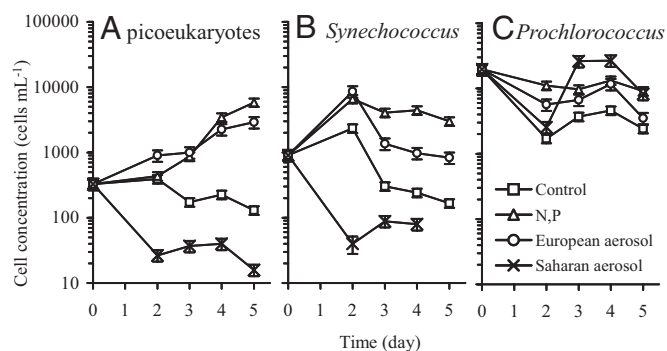 A picoeukaryotes
B Synechococcus
C Prochlorococcus
Cell concentration (cells mL⁻¹)
100000
10000
1000
100
10
0 1 2 3 4 5
0 1 2 3 4 5
0 1 2 3 4 5
Control
N,P
European aerosol
Saharan aerosol
Time (day)